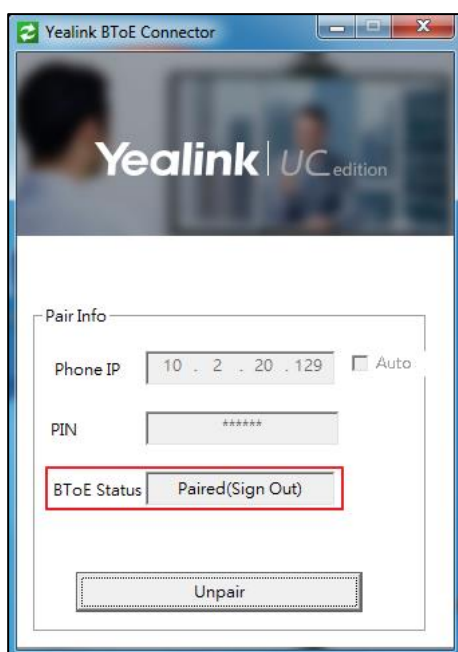 Yealink BToE Connector
Yealink | UC edition
Pair Info
Phone IP 10 . 2 . 20 . 129 Auto
PIN ******
BToE Status Paired(Sign Out)
Unpair